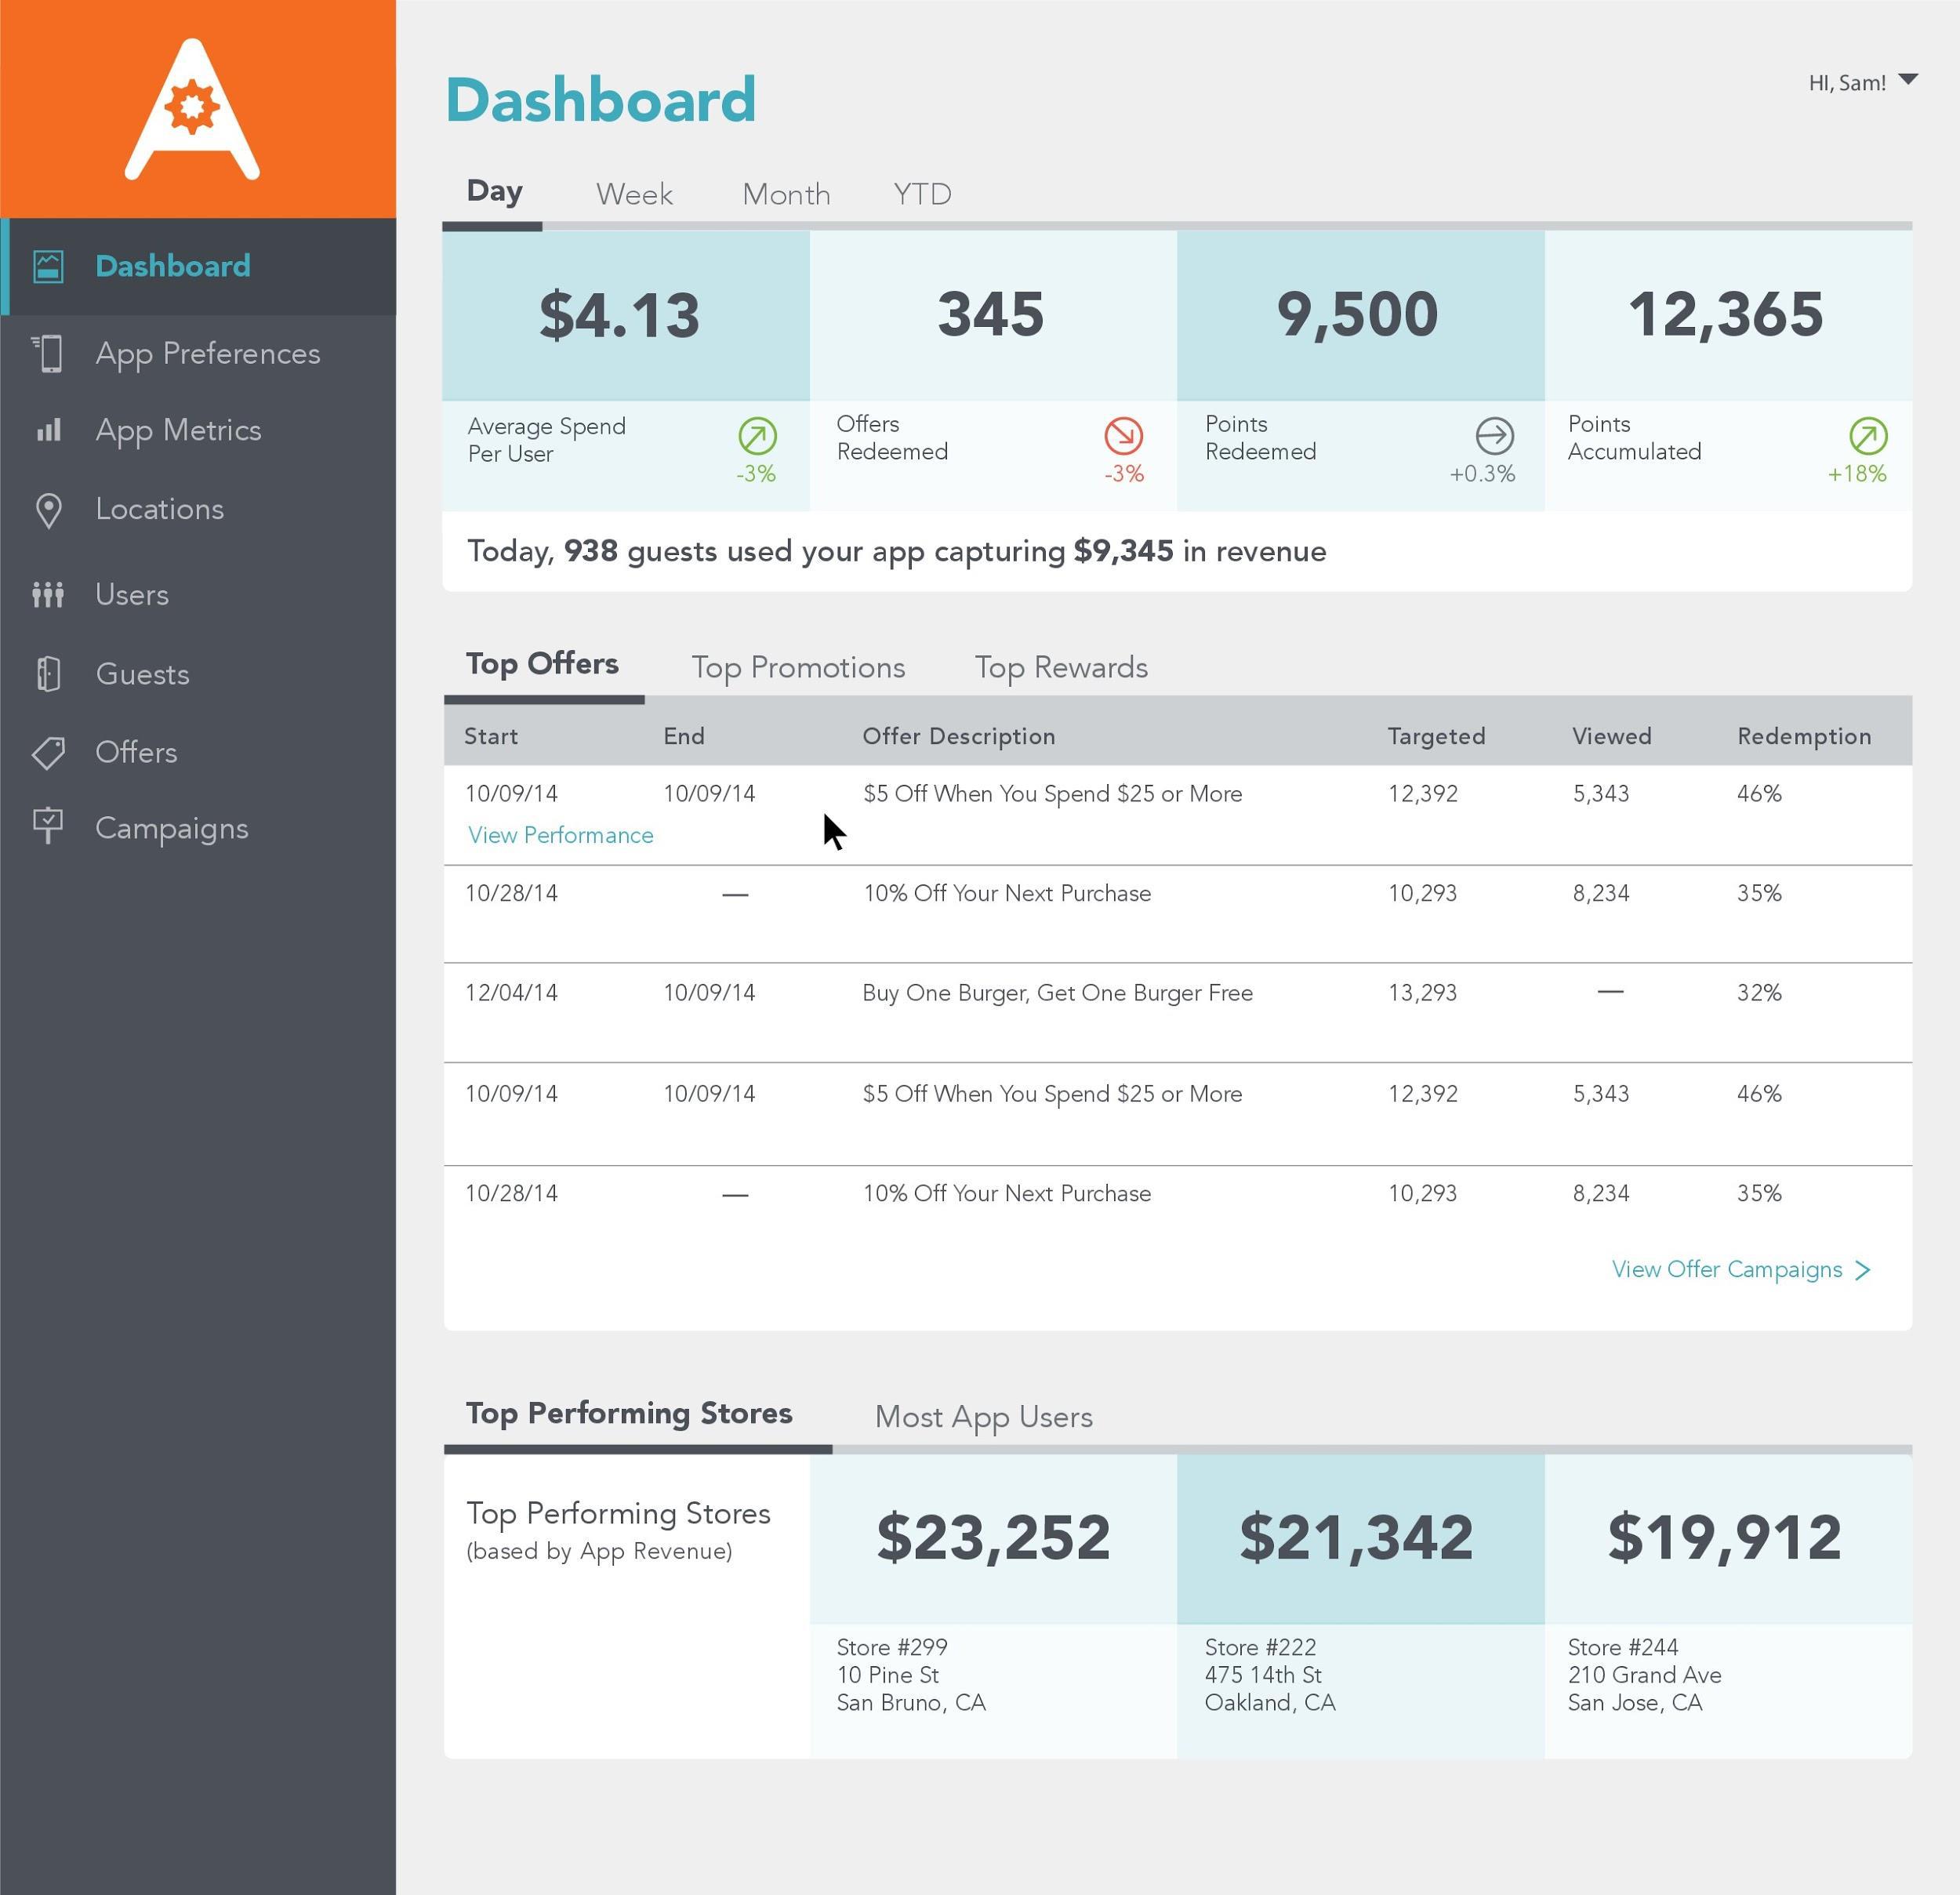 Dashboard
HI, Sam!
Day Week Month YTD
$4.13 345 9,500 12,365
Average Spend
Per User
-3%
Offers
Redeemed
-3%
Points
Redeemed
+0.3%
Points
Accumulated
+18%
Today, 938 guests used your app capturing $9,345 in revenue
Dashboard
App Preferences
App Metrics
Locations
Users
Guests
Offers
Campaigns
Top Offers Top Promotions Top Rewards
Start End Offer Description Targeted Viewed Redemption
10/09/14 10/09/14 $5 Off When You Spend $25 or More 12,392 5,343 46%
View Performance
10/28/14 — 10% Off Your Next Purchase 10,293 8,234 35%
12/04/14 10/09/14 Buy One Burger, Get One Burger Free 13,293 — 32%
10/09/14 10/09/14 $5 Off When You Spend $25 or More 12,392 5,343 46%
10/28/14 — 10% Off Your Next Purchase 10,293 8,234 35%
View Offer Campaigns >
Top Performing Stores Most App Users
Top Performing Stores
(based by App Revenue)
$23,252 $21,342 $19,912
Store #299
10 Pine St
San Bruno, CA
Store #222
475 14th St
Oakland, CA
Store #244
210 Grand Ave
San Jose, CA